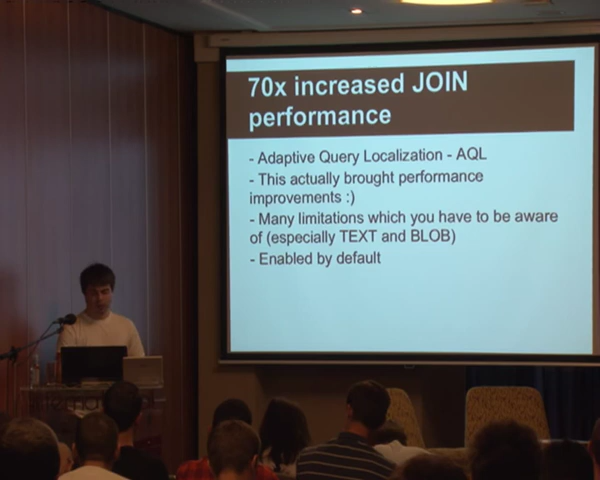 70x increased JOIN
performance
- Adaptive Query Localization - AQL
- This actually brought performance
improvements :)
- Many limitations which you have to be aware
of (especially TEXT and BLOB)
- Enabled by default